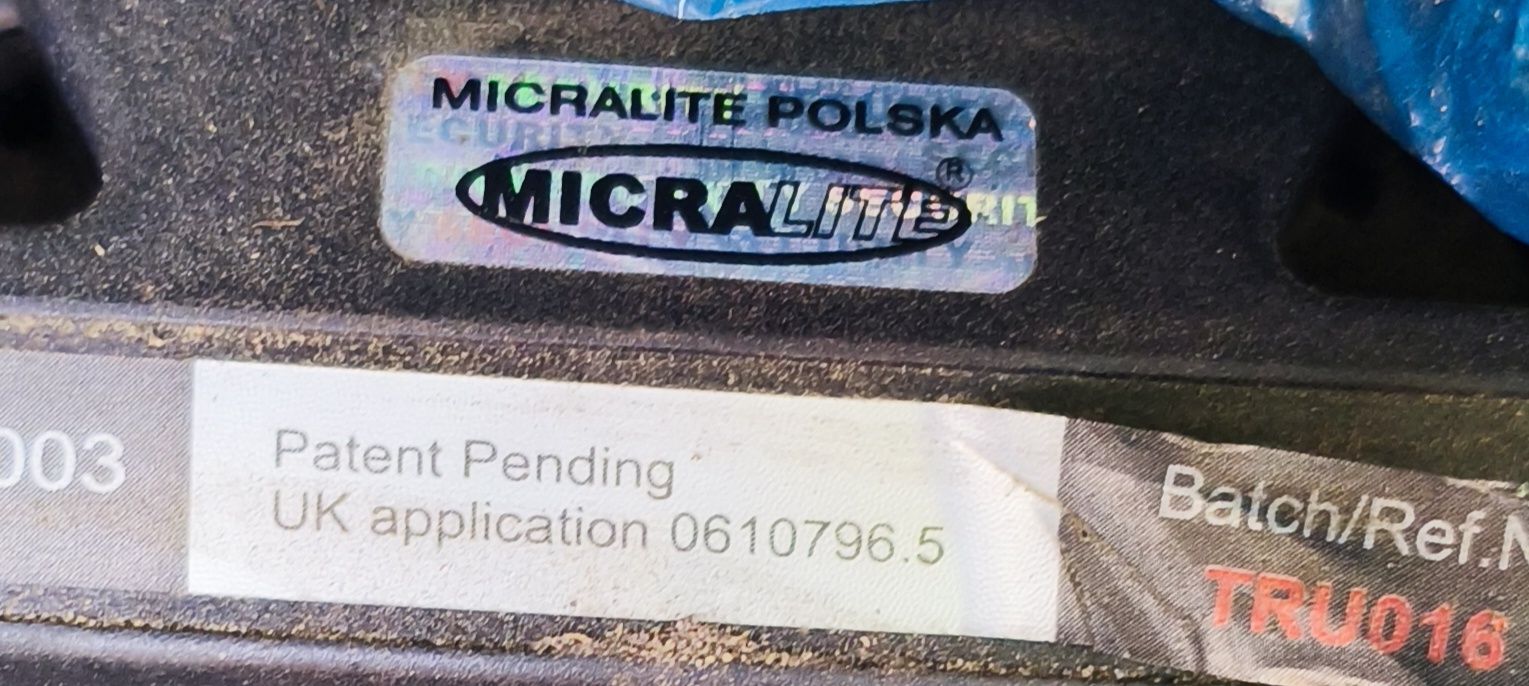 MICRALITE POLSKA
MICRALITE ®
003
Patent Pending
UK application 0610796.5
Batch/Ref.N
TRU016